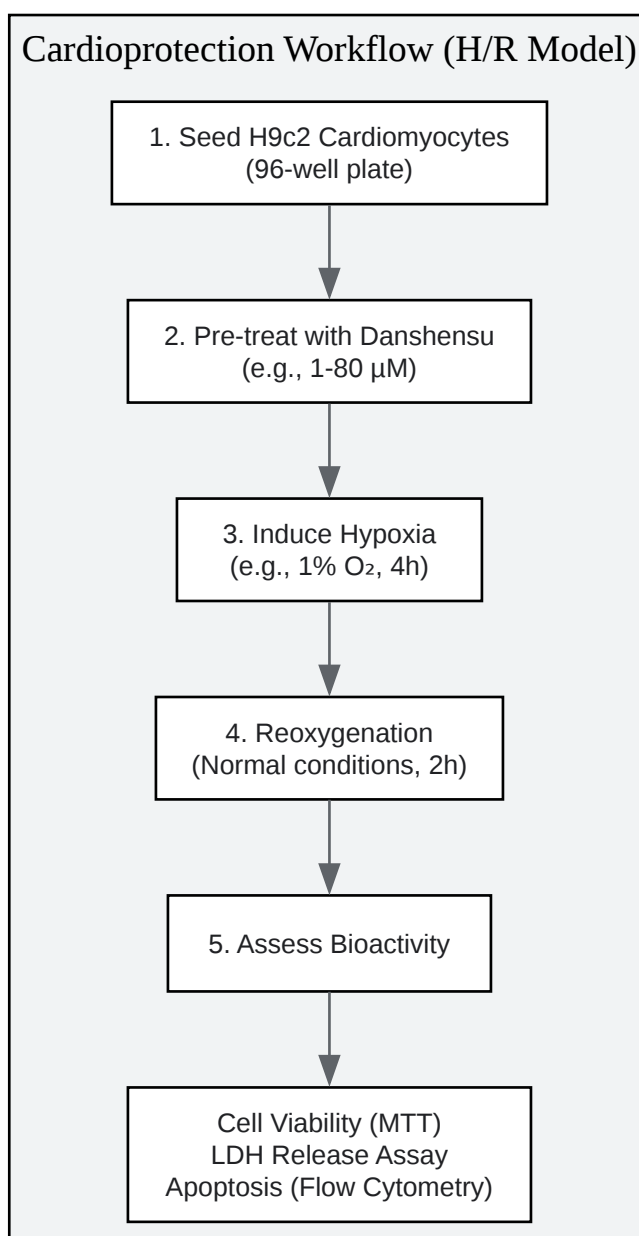 Cardioprotection Workflow (H/R Model)
1. Seed H9c2 Cardiomyocytes
(96-well plate)
2. Pre-treat with Danshensu
(e.g., 1-80 µM)
3. Induce Hypoxia
(e.g., 1% O₂, 4h)
4. Reoxygenation
(Normal conditions, 2h)
5. Assess Bioactivity
Cell Viability (MTT)
LDH Release Assay
Apoptosis (Flow Cytometry)